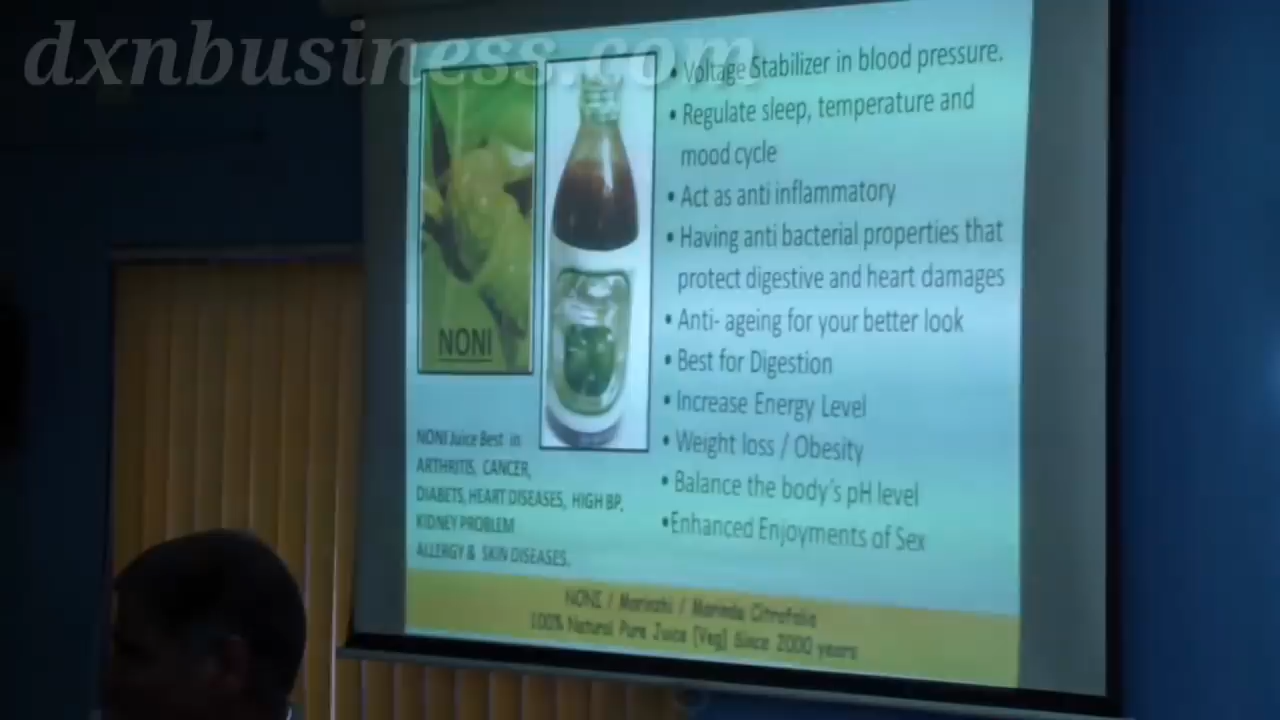 dxnbusiness.com
• Voltage Stabilizer in blood pressure.
• Regulate sleep, temperature and
mood cycle
• Act as anti inflammatory
• Having anti bacterial properties that
protect digestive and heart damages
• Anti- ageing for your better look
• Best for Digestion
• Increase Energy Level
• Weight loss / Obesity
• Balance the body's pH level
•Enhanced Enjoyments of Sex
NONI
NONI Juice Best in
ARTHRITIS, CANCER,
DIABETS, HEART DISEASES, HIGH BP,
KIDNEY PROBLEM
ALLERGY & SKIN DISEASES.
NONI / / Citrofolia
100% Natural Pure Juice [Veg] Since 2000 years